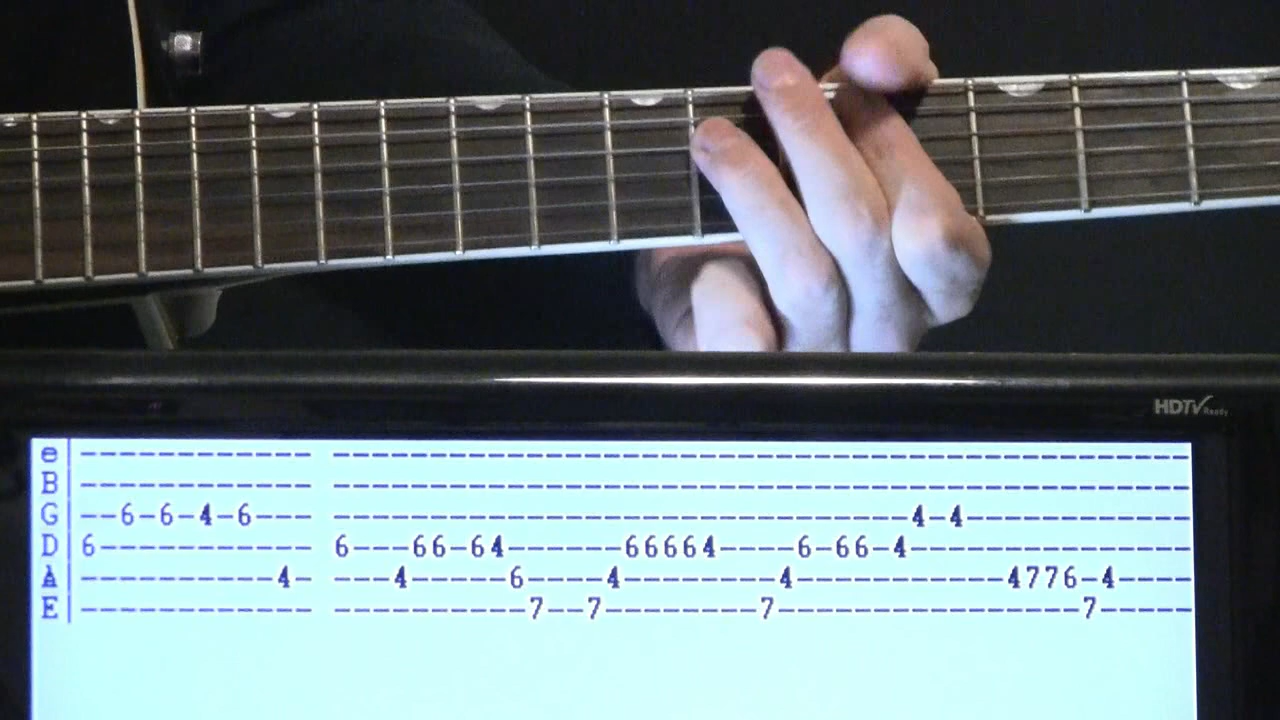 HDTV Ready
e|------------ ---------------------------------------------
B|------------ ---------------------------------------------
G|--6-6-4-6---- ------------------------------4-4------------
D|6----------- 6---66-64------66664----6-66-4---------------
A|----------4- ---4-----6----4--------4-----------4776-4----
E|------------ ----------7--7--------7----------------7-----